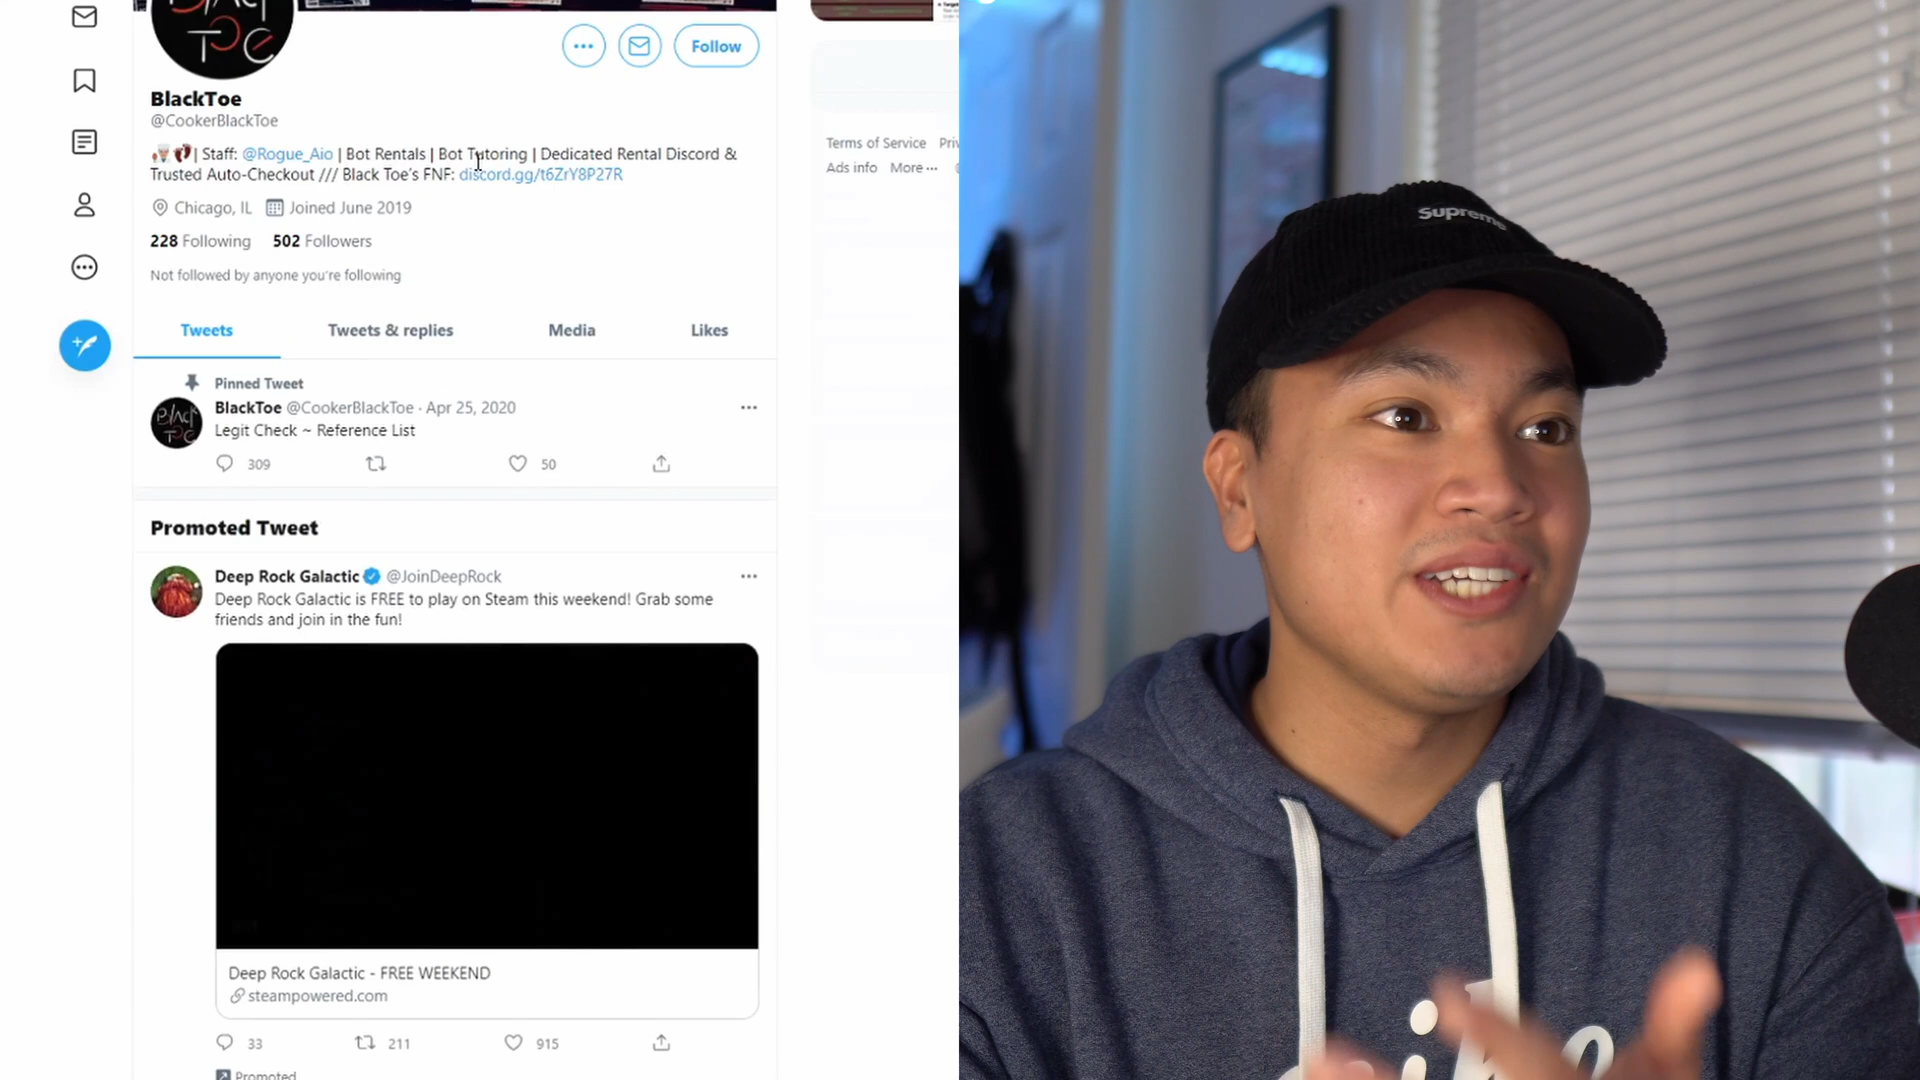 BLACK
TOE
Follow
BlackToe
@CookerBlackToe
| Staff: @Rogue_Aio | Bot Rentals | Bot Tutoring | Dedicated Rental Discord &
Trusted Auto-Checkout /// Black Toe's FNF: discord.gg/t6ZrY8P27R
Chicago, IL Joined June 2019
228 Following 502 Followers
Not followed by anyone you're following
Tweets Tweets & replies Media Likes
Pinned Tweet
BlackToe @CookerBlackToe · Apr 25, 2020
Legit Check ~ Reference List
309 50
Promoted Tweet
Deep Rock Galactic @JoinDeepRock
Deep Rock Galactic is FREE to play on Steam this weekend! Grab some
friends and join in the fun!
Deep Rock Galactic - FREE WEEKEND
steampowered.com
33 211 915
Promoted
Terms of Service
Ads info More
Supreme